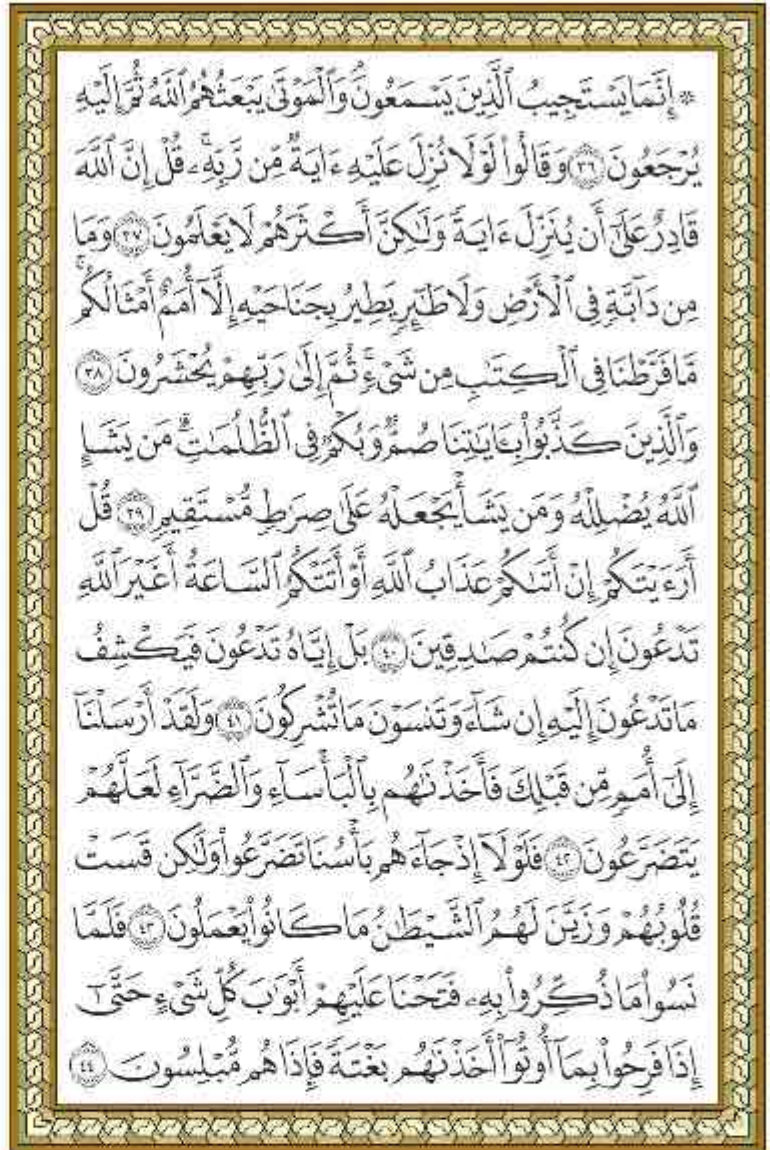 ۞ إِنَّمَا يَسْتَجِيبُ ٱلَّذِينَ يَسْمَعُونَۘ وَٱلْمَوْتَىٰ يَبْعَثُهُمُ ٱللَّهُ ثُمَّ إِلَيْهِ
يُرْجَعُونَ ٣٦ وَقَالُوا۟ لَوْلَا نُزِّلَ عَلَيْهِ ءَايَةٌ مِّن رَّبِّهِۦۚ قُلْ إِنَّ ٱللَّهَ
قَادِرٌ عَلَىٰٓ أَن يُنَزِّلَ ءَايَةً وَلَـٰكِنَّ أَكْثَرَهُمْ لَا يَعْلَمُونَ ٣٧ وَمَا
مِن دَآبَّةٍ فِى ٱلْأَرْضِ وَلَا طَـٰٓئِرٍ يَطِيرُ بِجَنَاحَيْهِ إِلَّآ أُمَمٌ أَمْثَالُكُمۚ
مَّا فَرَّطْنَا فِى ٱلْكِتَـٰبِ مِن شَىْءٍۚ ثُمَّ إِلَىٰ رَبِّهِمْ يُحْشَرُونَ ٣٨
وَٱلَّذِينَ كَذَّبُوا۟ بِـَٔايَـٰتِنَا صُمٌّ وَبُكْمٌ فِى ٱلظُّلُمَـٰتِۗ مَن يَشَإِ
ٱللَّهُ يُضْلِلْهُ وَمَن يَشَأْ يَجْعَلْهُ عَلَىٰ صِرَٰطٍ مُّسْتَقِيمٍ ٣٩ قُلْ
أَرَءَيْتَكُمْ إِنْ أَتَىٰكُمْ عَذَابُ ٱللَّهِ أَوْ أَتَتْكُمُ ٱلسَّاعَةُ أَغَيْرَ ٱللَّهِ
تَدْعُونَ إِن كُنتُمْ صَـٰدِقِينَ ٤٠ بَلْ إِيَّاهُ تَدْعُونَ فَيَكْشِفُ
مَا تَدْعُونَ إِلَيْهِ إِن شَآءَ وَتَنسَوْنَ مَا تُشْرِكُونَ ٤١ وَلَقَدْ أَرْسَلْنَآ
إِلَىٰٓ أُمَمٍ مِّن قَبْلِكَ فَأَخَذْنَـٰهُم بِٱلْبَأْسَآءِ وَٱلضَّرَّآءِ لَعَلَّهُمْ
يَتَضَرَّعُونَ ٤٢ فَلَوْلَآ إِذْ جَآءَهُم بَأْسُنَا تَضَرَّعُوا۟ وَلَـٰكِن قَسَتْ
قُلُوبُهُمْ وَزَيَّنَ لَهُمُ ٱلشَّيْطَـٰنُ مَا كَانُوا۟ يَعْمَلُونَ ٤٣ فَلَمَّا
نَسُوا۟ مَا ذُكِّرُوا۟ بِهِۦ فَتَحْنَا عَلَيْهِمْ أَبْوَٰبَ كُلِّ شَىْءٍ حَتَّىٰٓ
إِذَا فَرِحُوا۟ بِمَآ أُوتُوٓا۟ أَخَذْنَـٰهُم بَغْتَةً فَإِذَا هُم مُّبْلِسُونَ ٤٤